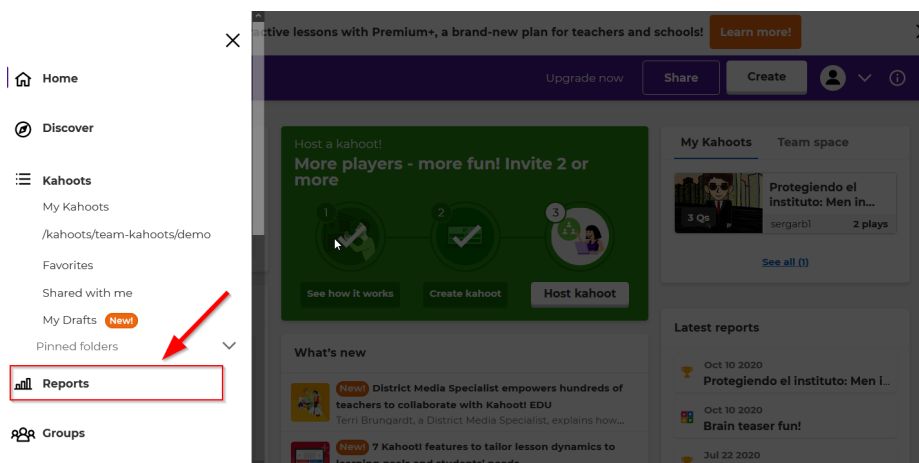 ctive lessons with Premium+, a brand-new plan for teachers and schools! Learn more!
Home
Discover
Kahoots
My Kahoots
/kahoots/team-kahoots/demo
Favorites
Shared with me
My Drafts New!
Pinned folders
Reports
Groups
Upgrade now Share Create
Host a kahoot!
More players - more fun! Invite 2 or
more
1 2 3
See how it works Create kahoot Host kahoot
What's new
New! District Media Specialist empowers hundreds of
teachers to collaborate with Kahoot! EDU
Terri Brungardt, a District Media Specialist, explains how...
New! 7 Kahoot! features to tailor lesson dynamics to
learning goals and students' needs
My Kahoots Team space
Protegiendo el
instituto: Men in...
3 Qs
sergarb1 2 plays
See all (1)
Latest reports
Oct 10 2020
Protegiendo el instituto: Men i...
Oct 10 2020
Brain teaser fun!
Jul 22 2020